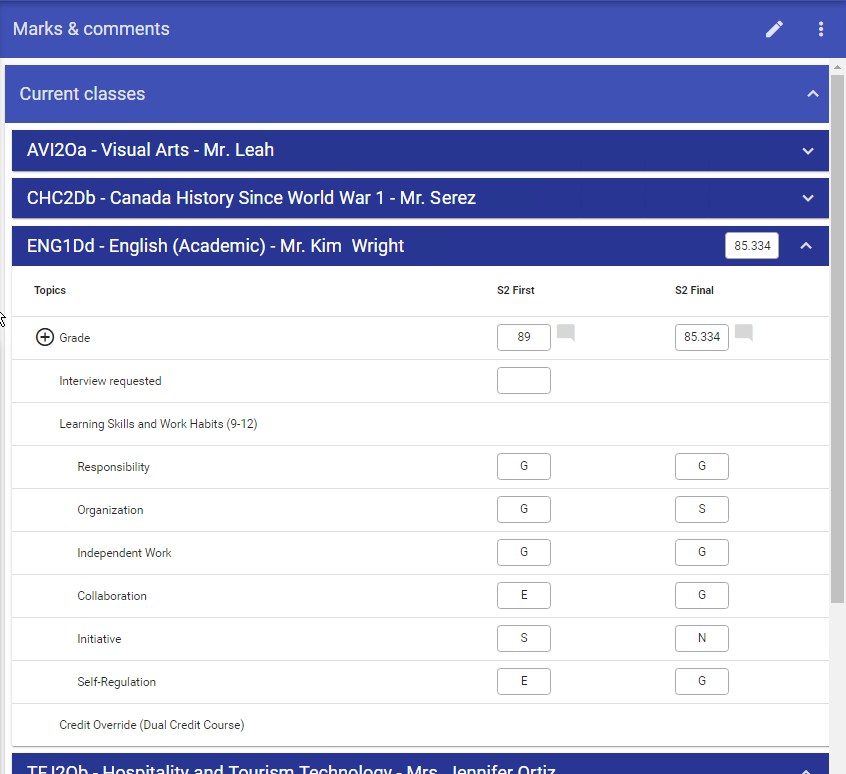 Marks & comments
Current classes
AVI2Oa - Visual Arts - Mr. Leah
CHC2Db - Canada History Since World War 1 - Mr. Serez
ENG1Dd - English (Academic) - Mr. Kim Wright 85.334
Topics S2 First S2 Final
Grade 89 85.334
Interview requested
Learning Skills and Work Habits (9-12)
Responsibility G G
Organization G S
Independent Work G G
Collaboration E G
Initiative S N
Self-Regulation E G
Credit Override (Dual Credit Course)
TFJ2Ob - Hospitality and Tourism Technology - Mrs. Jennifer Ortiz